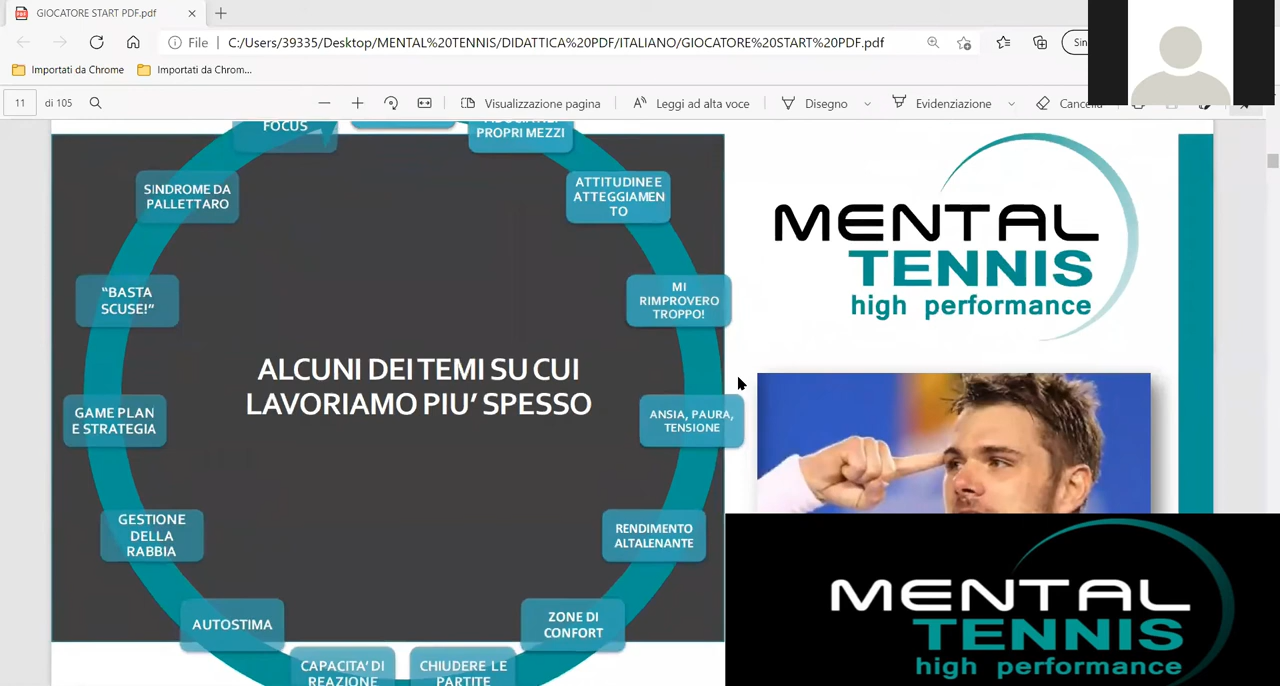 GIOCATORE START PDF.pdf
File
C:/Users/39335/Desktop/MENTAL%20TENNIS/DIDATTICA%20PDF/ITALIANO/GIOCATORE%20START%20PDF.pdf
Sin
Importati da Chrome
Importati da Chrom...
11 di 105
Visualizzazione pagina
Leggi ad alta voce
Disegno
Evidenziazione
FOCUS
PROPRI MEZZI
SINDROME DA
PALLETTARO
ATTITUDINE E
ATTEGGIAMEN
TO
"BASTA
SCUSE!"
MI
RIMPROVERO
TROPPO!
ALCUNI DEI TEMI SU CUI
LAVORIAMO PIU' SPESSO
GAME PLAN
E STRATEGIA
ANSIA, PAURA,
TENSIONE
GESTIONE
DELLA
RABBIA
RENDIMENTO
ALTALENANTE
AUTOSTIMA
ZONE DI
CONFORT
CAPACITA' DI
REAZIONE
CHIUDERE LE
PARTITE
MENTAL
TENNIS
high performance
MENTAL
TENNIS
high performance